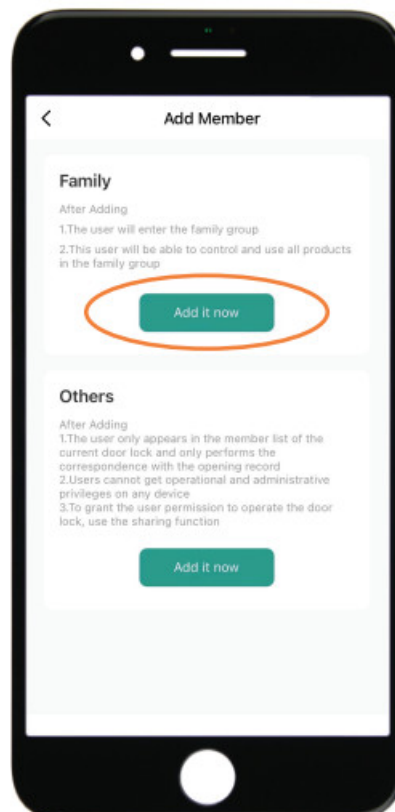 Add Member
Family
After Adding
1.The user will enter the family group
2.This user will be able to control and use all products
in the family group
Add it now
Others
After Adding
1.The user only appears in the member list of the
current door lock and only performs the
correspondence with the opening record
2.Users cannot get operational and administrative
privileges on any device
3.To grant the user permission to operate the door
lock, use the sharing function
Add it now